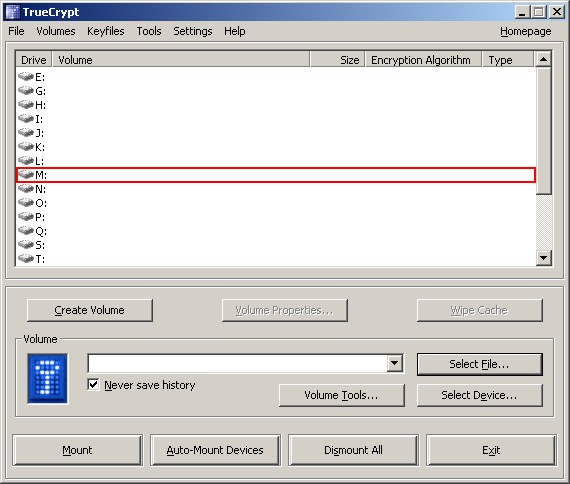 TrueCrypt
File Volumes Keyfiles Tools Settings Help Homepage
Drive Volume Size Encryption Algorithm Type
E:
G:
H:
I:
J:
K:
L:
M:
N:
O:
P:
Q:
S:
T:
Create Volume Volume Properties... Wipe Cache
Volume
Select File...
Never save history
Volume Tools... Select Device...
Mount Auto-Mount Devices Dismount All Exit